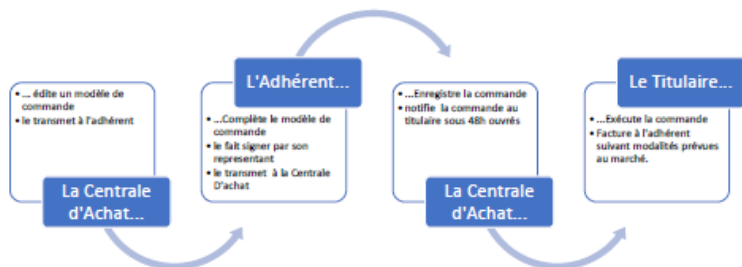 • ... édite un modèle de
commande
• le transmet à l'adhérent
La Centrale
d'Achat...
L'Adhérent...
• ...Complète le modèle de
commande
• le fait signer par son
representant
• le transmet à la Centrale
D'achat
• ...Enregistre la commande
• notifie la commande au
titulaire sous 48h ouvrés
La Centrale
d'Achat...
Le Titulaire...
• ...Exécute la commande
• Facture à l'adhérent
suivant modalités prévues
au marché.